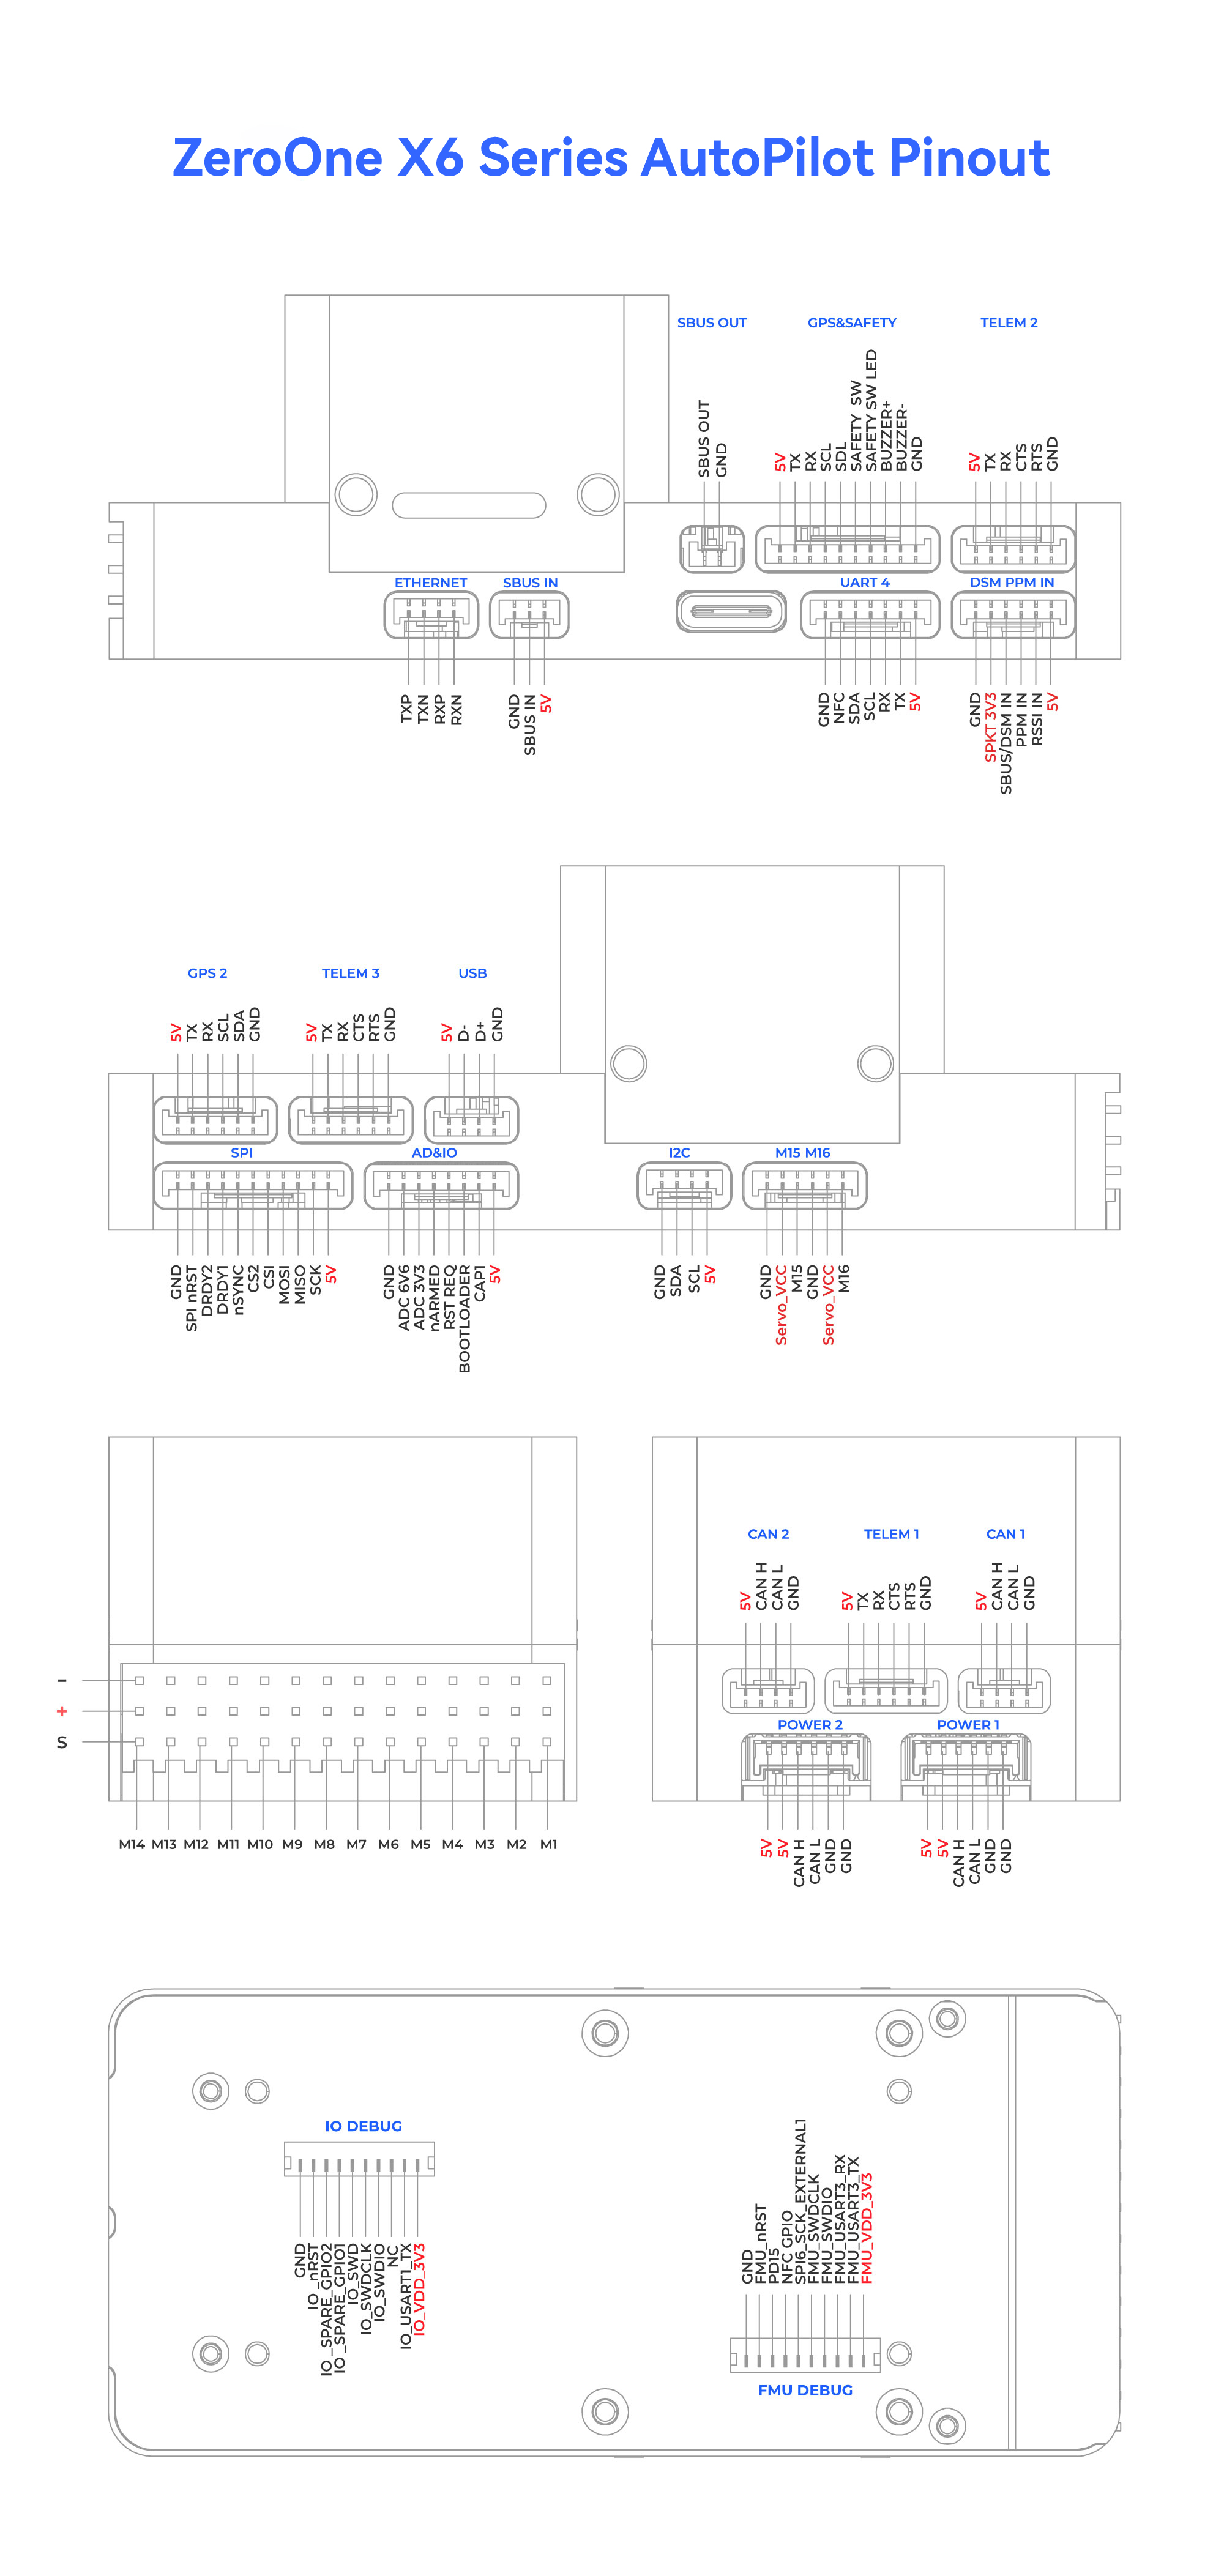 ZeroOne X6 Series AutoPilot Pinout
SBUS OUT
GPS&SAFETY
TELEM 2
SBUS OUT
GND
5V
TX
RX
SCL
SDL
SAFETY SW
SAFETY SW LED
BUZZER+
BUZZER-
GND
5V
TX
RX
CTS
RTS
GND
ETHERNET
SBUS IN
UART 4
DSM PPM IN
TXP
TXN
RXP
RXN
GND
SBUS IN
5V
GND
NFC
SDA
SCL
RX
TX
5V
GND
SPKT 3V3
SBUS/DSM IN
PPM IN
RSSI IN
5V
GPS 2
TELEM 3
USB
5V
TX
RX
SCL
SDA
GND
5V
TX
RX
CTS
RTS
GND
5V
D-
D+
GND
SPI
AD&IO
I2C
M15 M16
GND
SPI nRST
DRDY2
DRDY1
nSYNC
CS2
CSI
MOSI
MISO
SCK
5V
GND
ADC 6V6
ADC 3V3
nARMED
RST REQ
BOOTLOADER
CAP1
5V
GND
SDA
SCL
5V
GND
Servo_VCC
M15
GND
Servo_VCC
M16
CAN 2
TELEM 1
CAN 1
5V
CAN H
CAN L
GND
5V
TX
RX
CTS
RTS
GND
5V
CAN H
CAN L
GND
-
+
S
POWER 2
POWER 1
M14
M13
M12
M11
M10
M9
M8
M7
M6
M5
M4
M3
M2
M1
5V
5V
CAN H
CAN L
GND
GND
5V
5V
CAN H
CAN L
GND
GND
IO DEBUG
GND
IO _nRST
IO _SPARE_GPIO2
IO _SPARE_GPIO1
IO_SWD
IO_SWDCLK
IO_SWDIO
NC
IO_USART1_TX
IO_VDD_3V3
GND
FMU_nRST
PD15
NFC GPIO
SPI6_SCK_EXTERNAL1
FMU_SWDCLK
FMU_SWDIO
FMU_USART3_RX
FMU_USART3_TX
FMU_VDD_3V3
FMU DEBUG